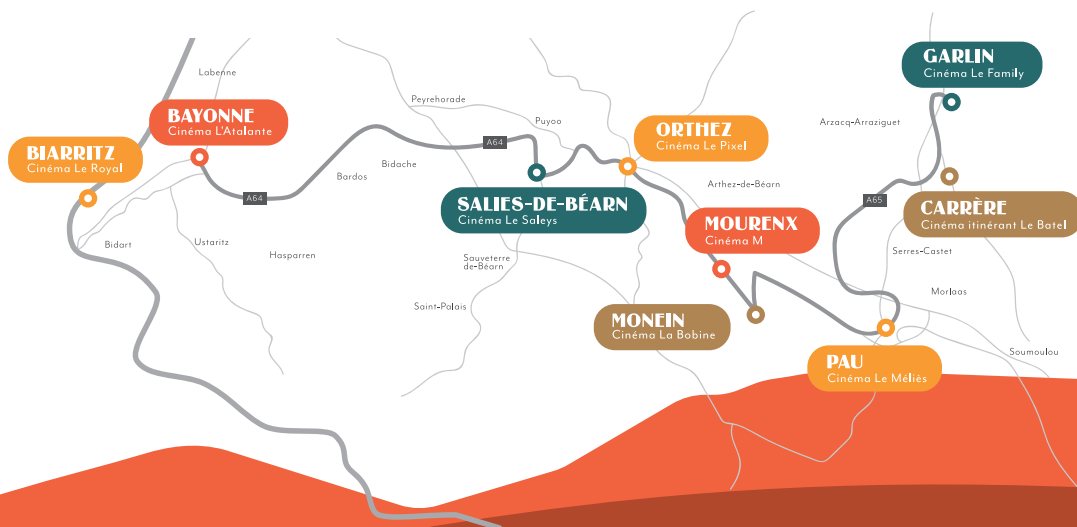 GARLIN
Cinéma Le Family
Labenne
Peyrehorade
BAYONNE
Cinéma L'Atalante
Puyoo
Arzacq-Arraziguet
ORTHEZ
Cinéma Le Pixel
A64
BIARRITZ
Cinéma Le Royal
Bidache
Bardos
Arthez-de-Béarn
A64
SALIES-DE-BÉARN
Cinéma Le Saleys
A65
CARRÈRE
Cinéma itinérant Le Batel
MOURENX
Cinéma M
Bidart
Ustaritz
Hasparren
Sauveterre
de-Béarn
Serres-Castet
Morlaas
Saint-Palais
MONEIN
Cinéma La Bobine
Soumoulou
PAU
Cinéma Le Méliès